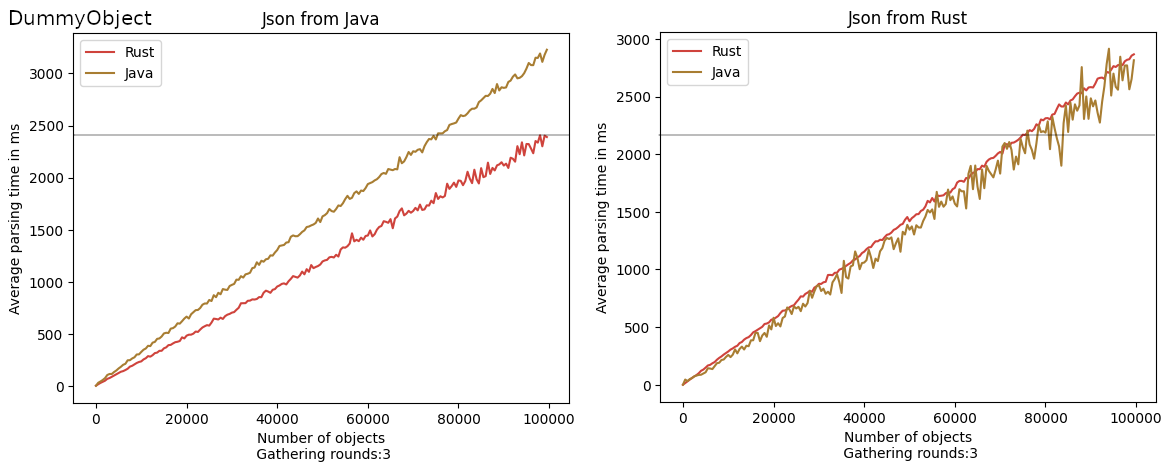 DummyObject
Json from Java
Rust
Java
3000
2500
2000
1500
1000
500
0
Average parsing time in ms
0 20000 40000 60000 80000 100000
Number of objects
Gathering rounds:3
Json from Rust
Rust
Java
3000
2500
2000
1500
1000
500
0
Average parsing time in ms
0 20000 40000 60000 80000 100000
Number of objects
Gathering rounds:3